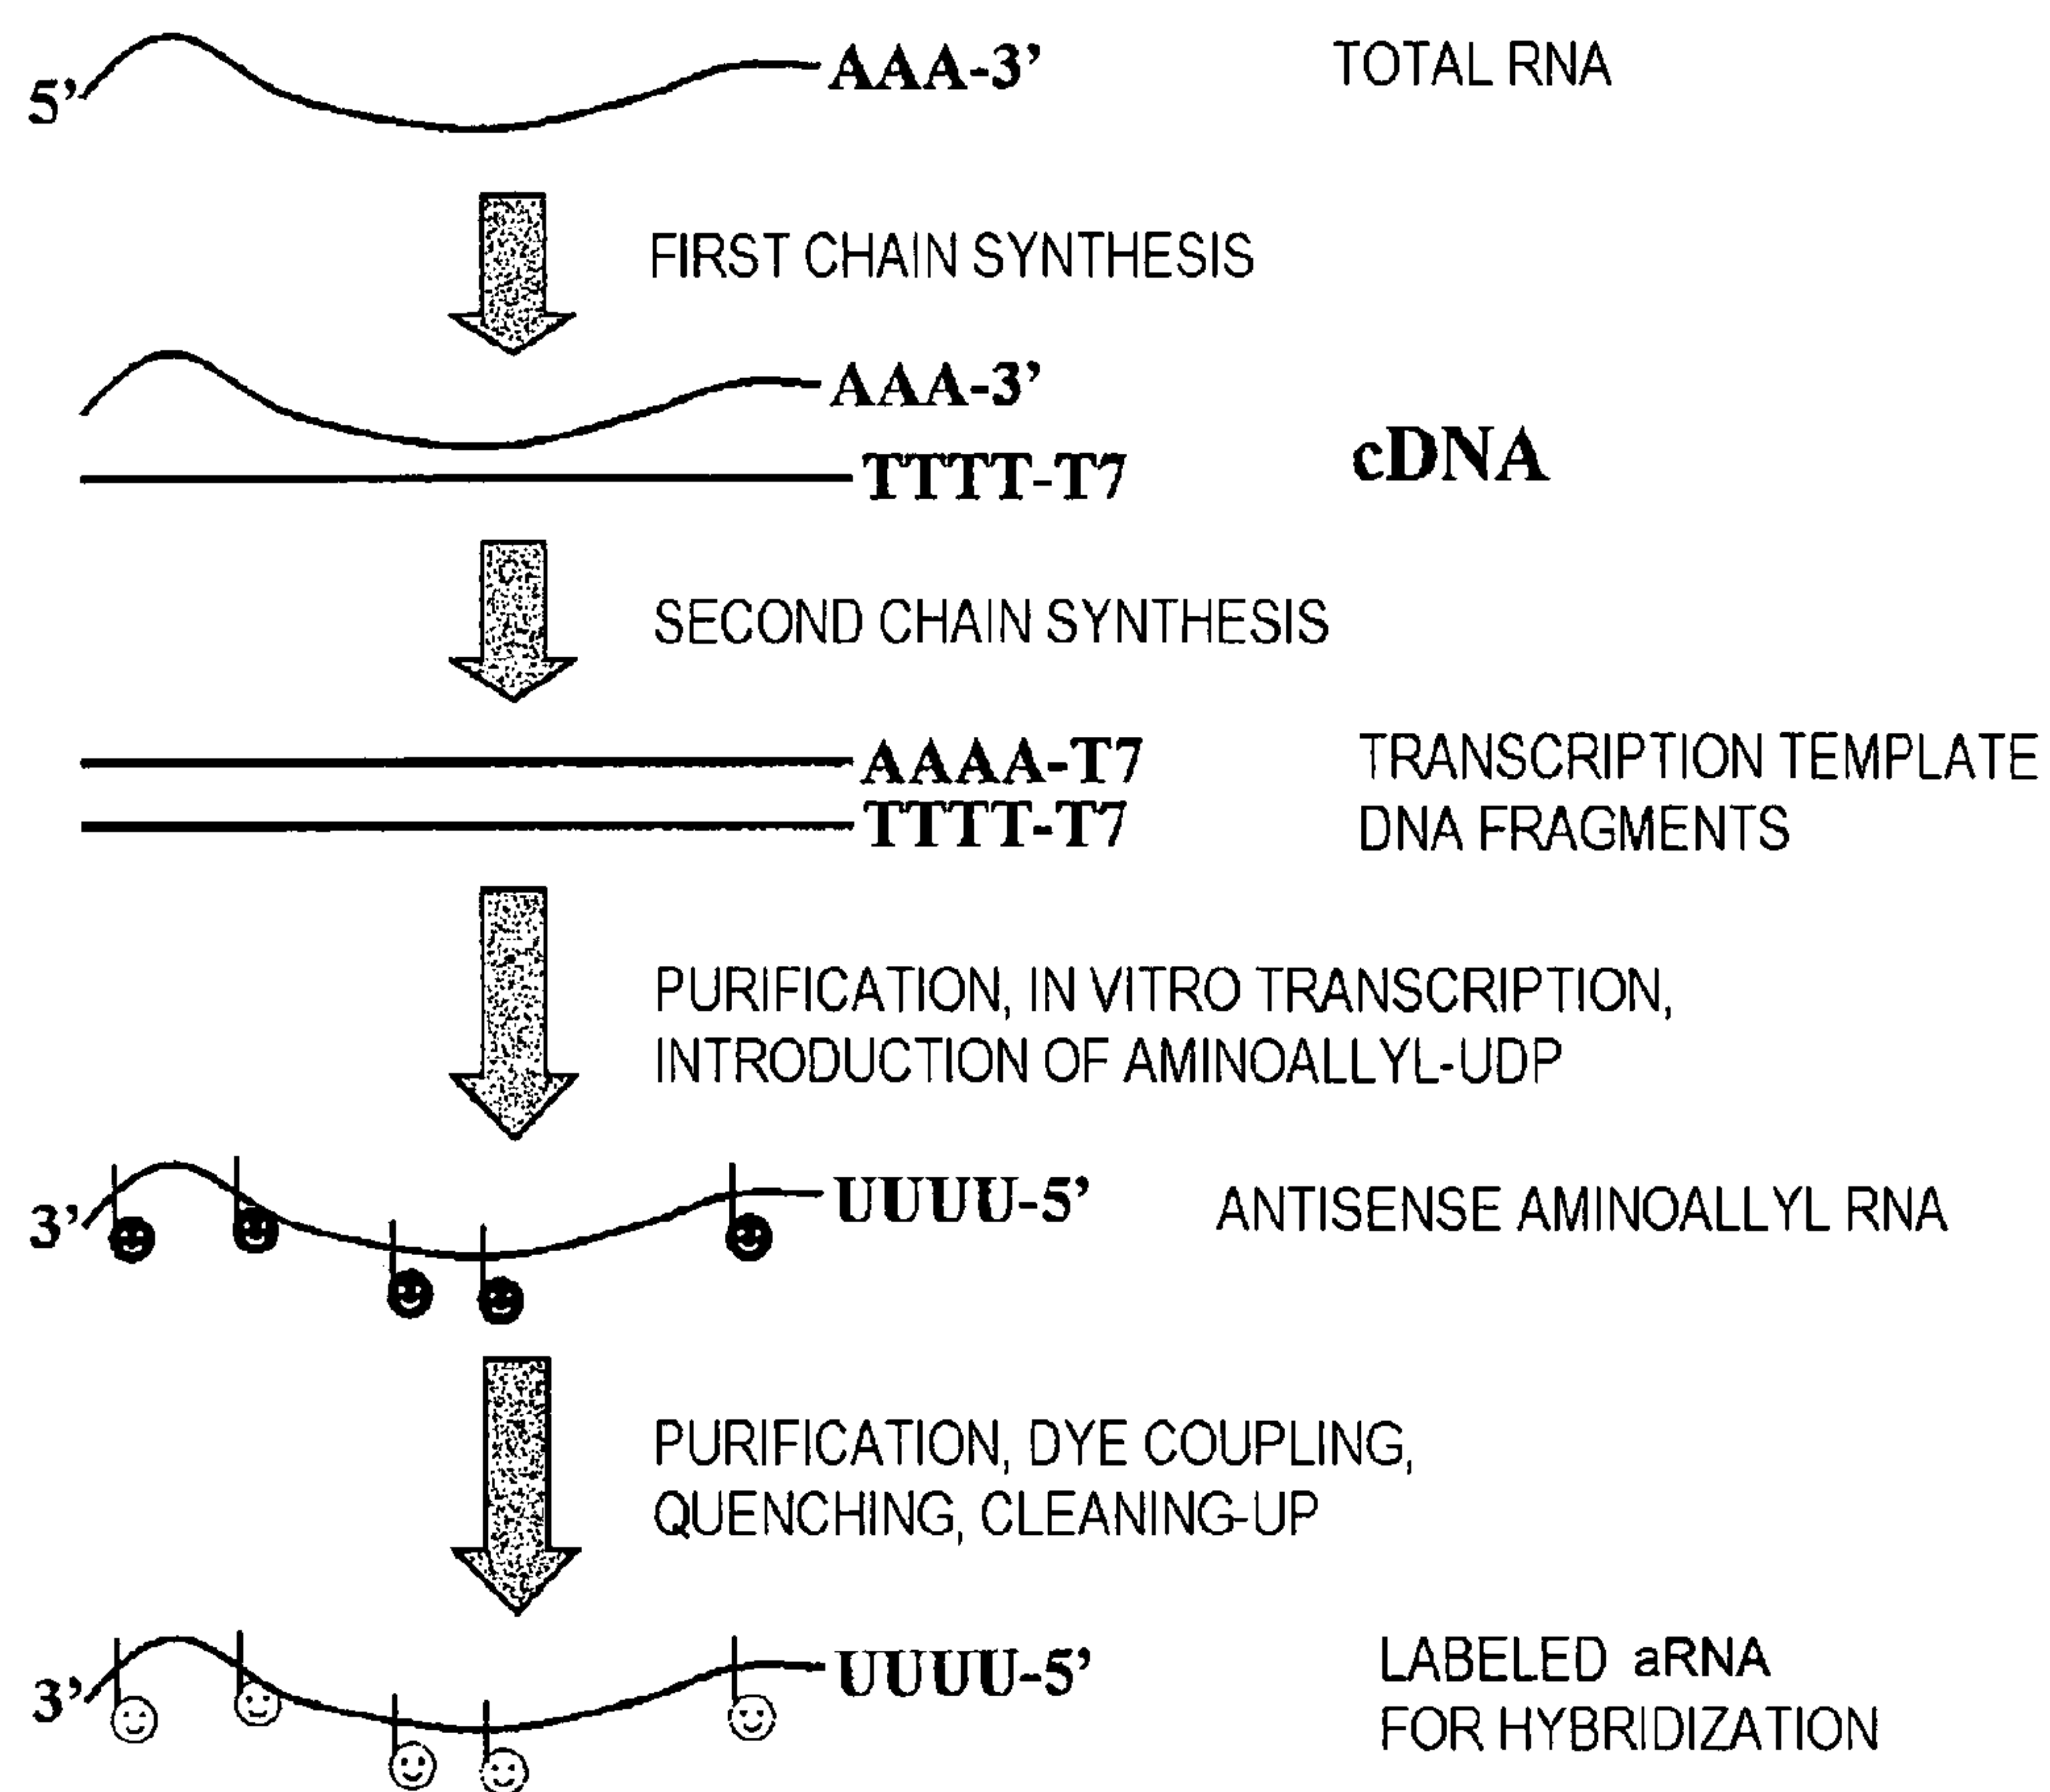 5' AAA-3' TOTAL RNA
FIRST CHAIN SYNTHESIS
AAA-3'
TTTT-T7 cDNA
SECOND CHAIN SYNTHESIS
AAAA-T7 TRANSCRIPTION TEMPLATE
TTTT-T7 DNA FRAGMENTS
PURIFICATION, IN VITRO TRANSCRIPTION,
INTRODUCTION OF AMINOALLYL-UDP
3' UUUU-5' ANTISENSE AMINOALLYL RNA
PURIFICATION, DYE COUPLING,
QUENCHING, CLEANING-UP
3' UUUU-5' LABELED aRNA
FOR HYBRIDIZATION